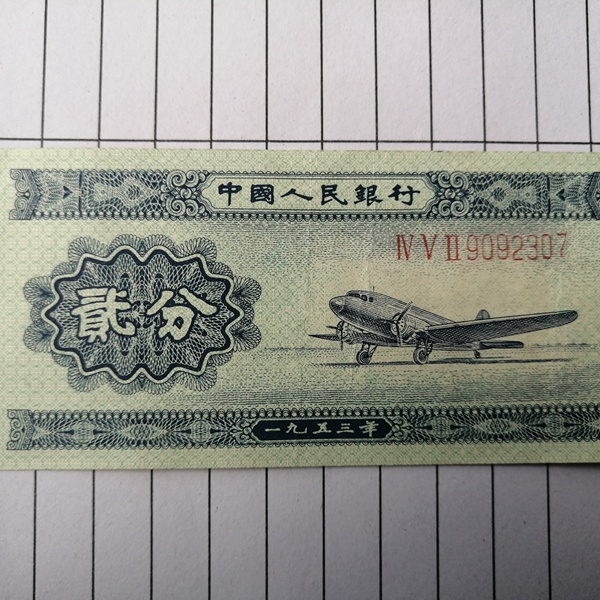 中國人民銀行
Ⅳ Ⅴ Ⅱ 9092307
貳分
一九五三年